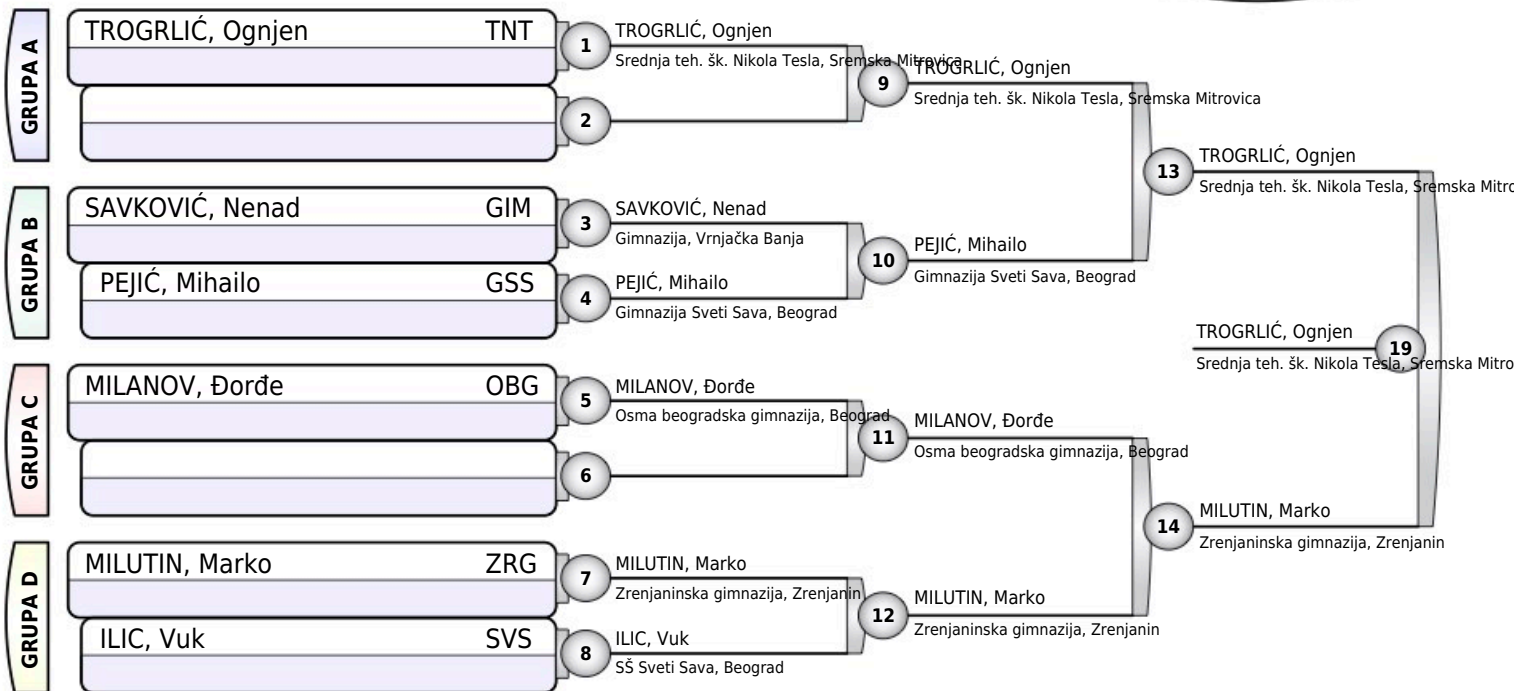 GRUPA A
TROGRLIĆ, Ognjen TNT
1
TROGRLIĆ, Ognjen
Srednja teh. šk. Nikola Tesla, Sremska Mitrovica
2
9
TROGRLIĆ, Ognjen
Srednja teh. šk. Nikola Tesla, Sremska Mitrovica
13
TROGRLIĆ, Ognjen
Srednja teh. šk. Nikola Tesla, Sremska Mitro
GRUPA B
SAVKOVIĆ, Nenad GIM
3
SAVKOVIĆ, Nenad
Gimnazija, Vrnjačka Banja
PEJIĆ, Mihailo GSS
4
PEJIĆ, Mihailo
Gimnazija Sveti Sava, Beograd
10
PEJIĆ, Mihailo
Gimnazija Sveti Sava, Beograd
TROGRLIĆ, Ognjen
19
Srednja teh. šk. Nikola Tesla, Sremska Mitro
GRUPA C
MILANOV, Đorđe OBG
5
MILANOV, Đorđe
Osma beogradska gimnazija, Beograd
6
11
MILANOV, Đorđe
Osma beogradska gimnazija, Beograd
14
MILUTIN, Marko
Zrenjaninska gimnazija, Zrenjanin
GRUPA D
MILUTIN, Marko ZRG
7
MILUTIN, Marko
Zrenjaninska gimnazija, Zrenjanin
ILIC, Vuk SVS
8
ILIC, Vuk
SŠ Sveti Sava, Beograd
12
MILUTIN, Marko
Zrenjaninska gimnazija, Zrenjanin